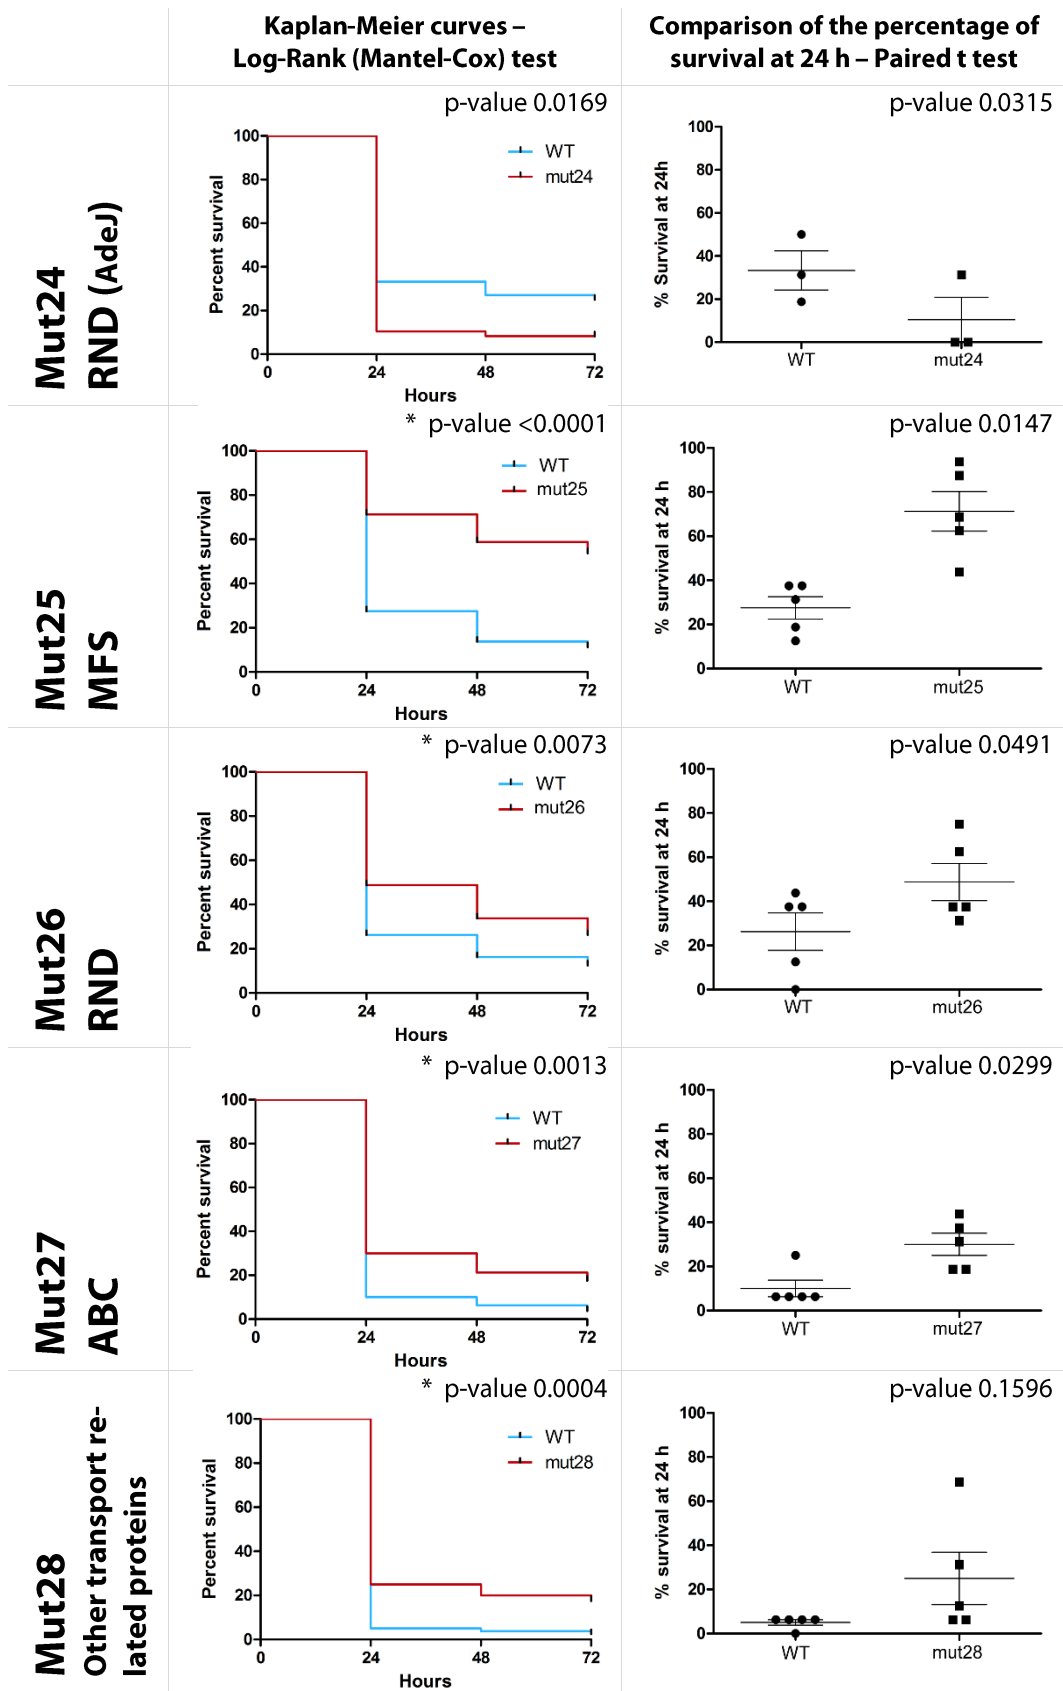 Kaplan-Meier curves –
Log-Rank (Mantel-Cox) test
Comparison of the percentage of
survival at 24 h – Paired t test
Mut24
RND (AdeJ)
p-value 0.0169
Percent survival
100
80
60
40
20
0
0 24 48 72
Hours
WT
mut24
p-value 0.0315
% Survival at 24h
100
80
60
40
20
0
WT mut24
Mut25
MFS
* p-value <0.0001
Percent survival
100
80
60
40
20
0
0 24 48 72
Hours
WT
mut25
p-value 0.0147
% survival at 24 h
100
80
60
40
20
0
WT mut25
Mut26
RND
* p-value 0.0073
Percent survival
100
80
60
40
20
0
0 24 48 72
Hours
WT
mut26
p-value 0.0491
% survival at 24 h
100
80
60
40
20
0
WT mut26
Mut27
ABC
* p-value 0.0013
Percent survival
100
80
60
40
20
0
0 24 48 72
Hours
WT
mut27
p-value 0.0299
% survival at 24 h
100
80
60
40
20
0
WT mut27
Mut28
Other transport re-
lated proteins
* p-value 0.0004
Percent survival
100
80
60
40
20
0
0 24 48 72
Hours
WT
mut28
p-value 0.1596
% survival at 24 h
100
80
60
40
20
0
WT mut28